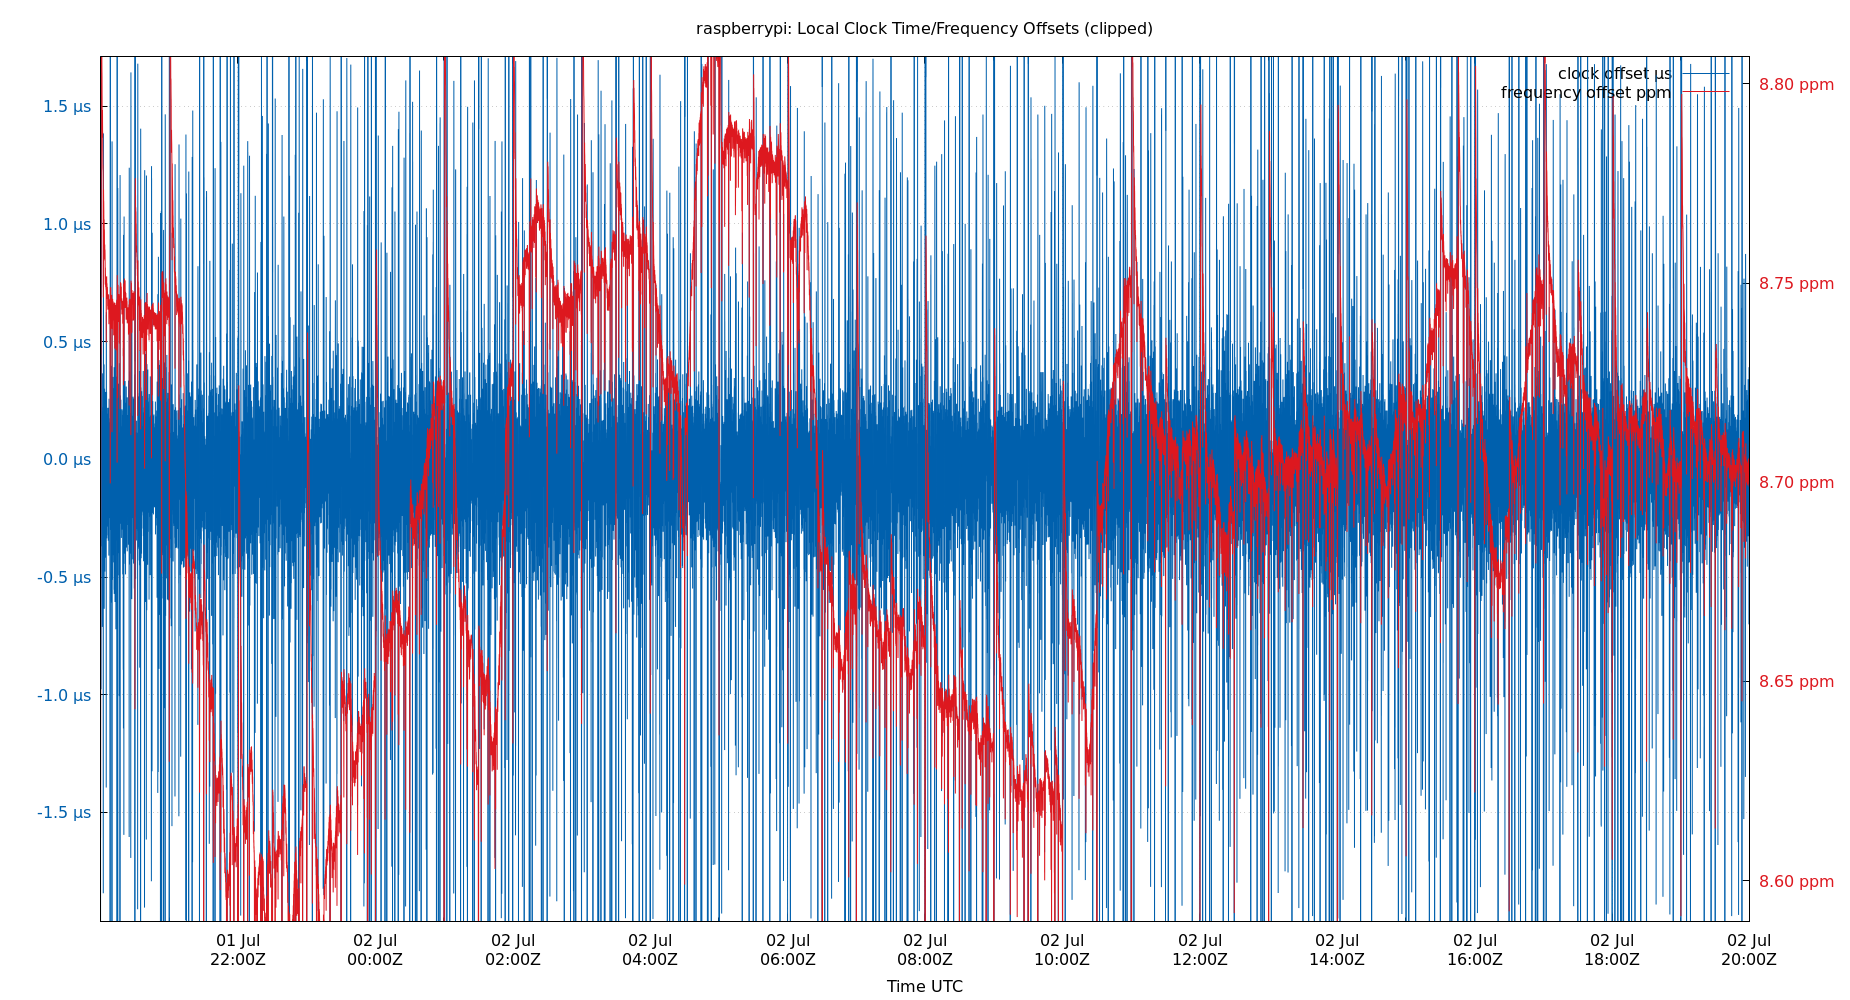 raspberrypi: Local Clock Time/Frequency Offsets (clipped)
clock offset µs
frequency offset ppm
1.5 µs
1.0 µs
0.5 µs
0.0 µs
-0.5 µs
-1.0 µs
-1.5 µs
8.80 ppm
8.75 ppm
8.70 ppm
8.65 ppm
8.60 ppm
01 Jul
22:00Z
02 Jul
00:00Z
02 Jul
02:00Z
02 Jul
04:00Z
02 Jul
06:00Z
02 Jul
08:00Z
02 Jul
10:00Z
02 Jul
12:00Z
02 Jul
14:00Z
02 Jul
16:00Z
02 Jul
18:00Z
02 Jul
20:00Z
Time UTC